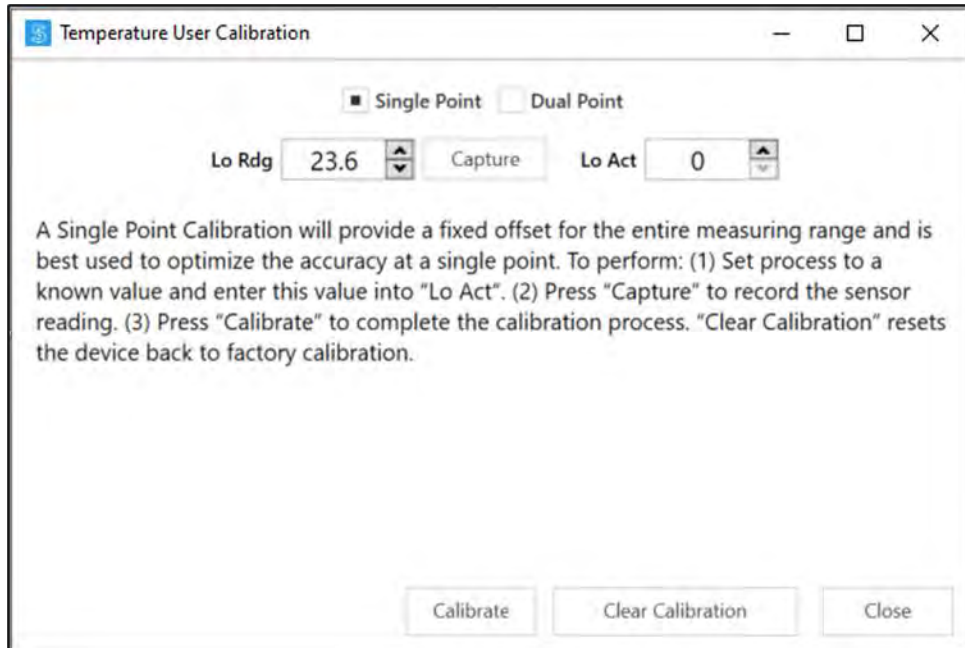 Temperature User Calibration
Single Point Dual Point
Lo Rdg 23.6 Capture Lo Act 0
A Single Point Calibration will provide a fixed offset for the entire measuring range and is
best used to optimize the accuracy at a single point. To perform: (1) Set process to a
known value and enter this value into "Lo Act". (2) Press "Capture" to record the sensor
reading. (3) Press "Calibrate" to complete the calibration process. "Clear Calibration" resets
the device back to factory calibration.
Calibrate Clear Calibration Close